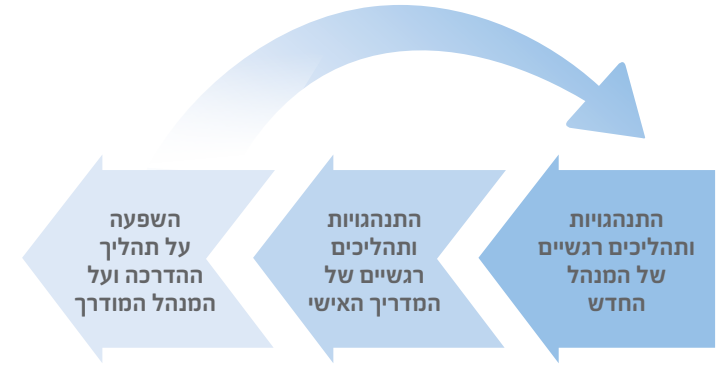 התנהגויות
ותהליכים רגשיים
של המנהל
החדש
התנהגויות
ותהליכים
רגשיים של
המדריך האישי
השפעה
על תהליך
ההדרכה ועל
המנהל המודרך